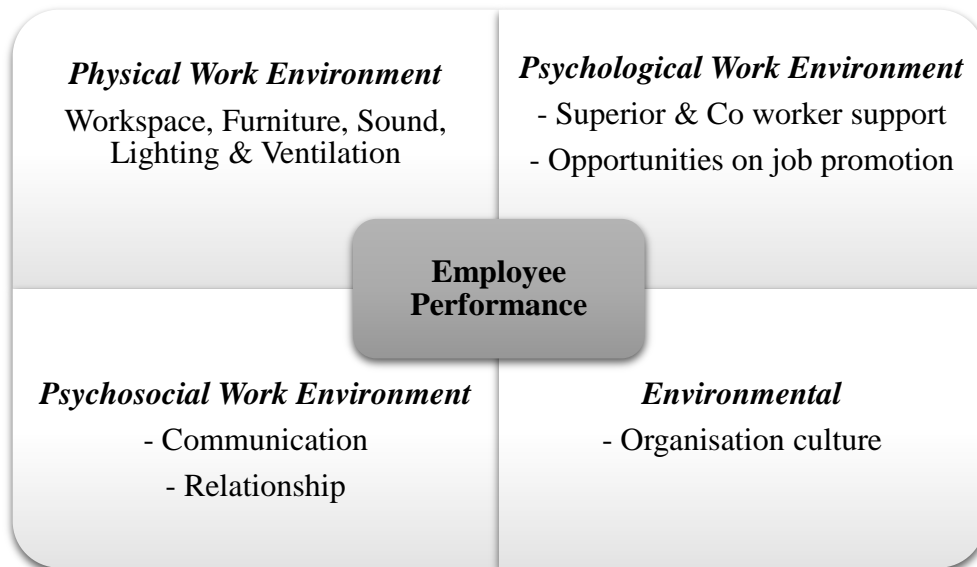 Physical Work Environment
Workspace, Furniture, Sound,
Lighting & Ventilation
Psychological Work Environment
- Superior & Co worker support
- Opportunities on job promotion
Employee
Performance
Psychosocial Work Environment
- Communication
- Relationship
Environmental
- Organisation culture